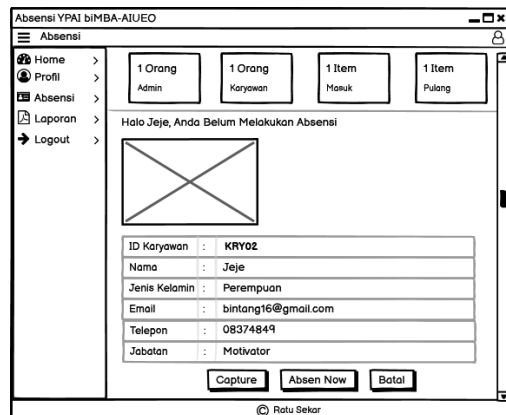 Absensi YPAI biMBA-AIUEO
Absensi
Home >
Profil >
Absensi >
Laporan >
Logout >
1 Orang
Admin
1 Orang
Karyawan
1 Item
Masuk
1 Item
Pulang
Halo Jeje, Anda Belum Melakukan Absensi
ID Karyawan : KRY02
Nama : Jeje
Jenis Kelamin : Perempuan
Email : bintang16@gmail.com
Telepon : 08374849
Jabatan : Motivator
Capture Absen Now Batal
© Ratu Sekar